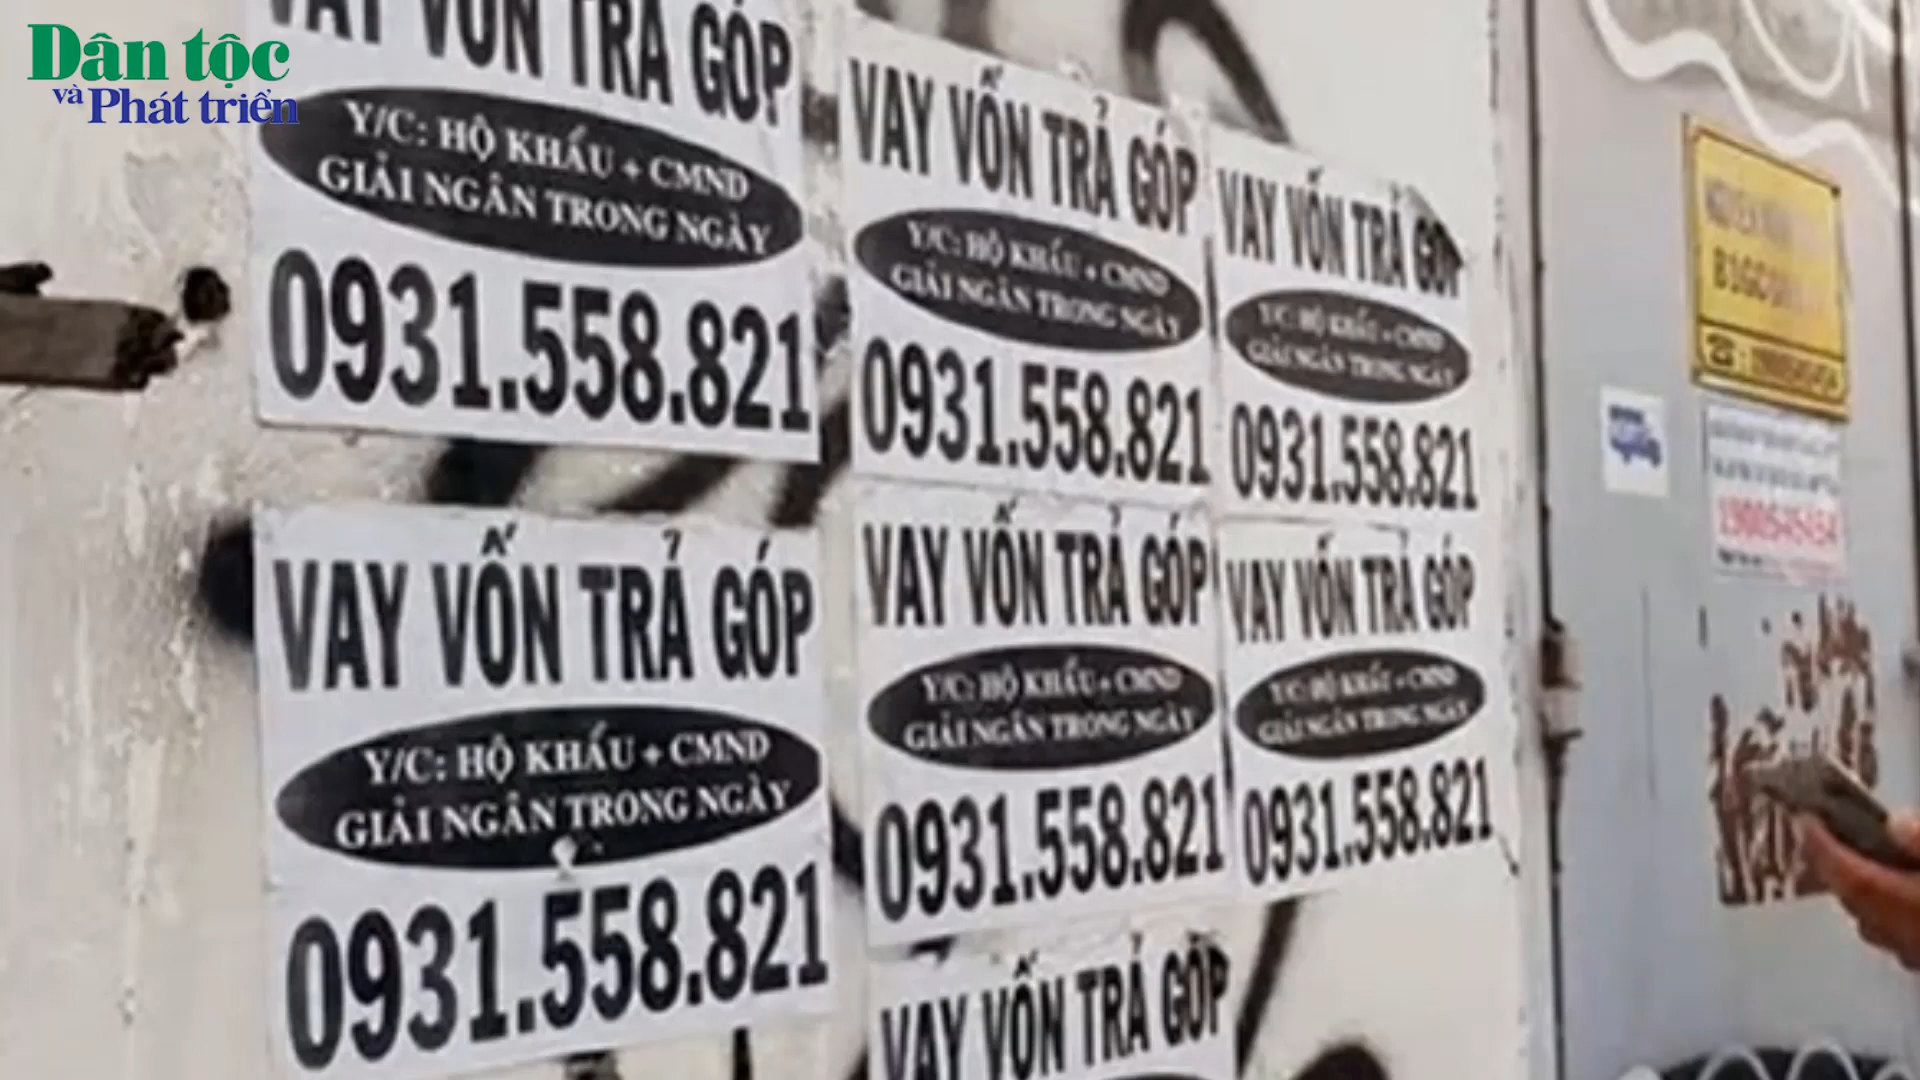 Dân tộc
và Phát triển
VAY VỐN TRẢ GÓP
Y/C: HỘ KHẨU + CMND
GIẢI NGÂN TRONG NGÀY
0931.558.821
VAY VỐN TRẢ GÓP
Y/C: HỘ KHẨU + CMND
GIẢI NGÂN TRONG NGÀY
0931.558.821
VAY VỐN TRẢ GÓP
Y/C: HỘ KHẨU + CMND
GIẢI NGÂN TRONG NGÀY
0931.558.821
VAY VỐN TRẢ GÓP
Y/C: HỘ KHẨU + CMND
GIẢI NGÂN TRONG NGÀY
0931.558.821
VAY VỐN TRẢ GÓP
Y/C: HỘ KHẨU + CMND
GIẢI NGÂN TRONG NGÀY
0931.558.821
VAY VỐN TRẢ GÓP
Y/C: HỘ KHẨU + CMND
GIẢI NGÂN TRONG NGÀY
0931.558.821
VAY VỐN TRẢ GÓP